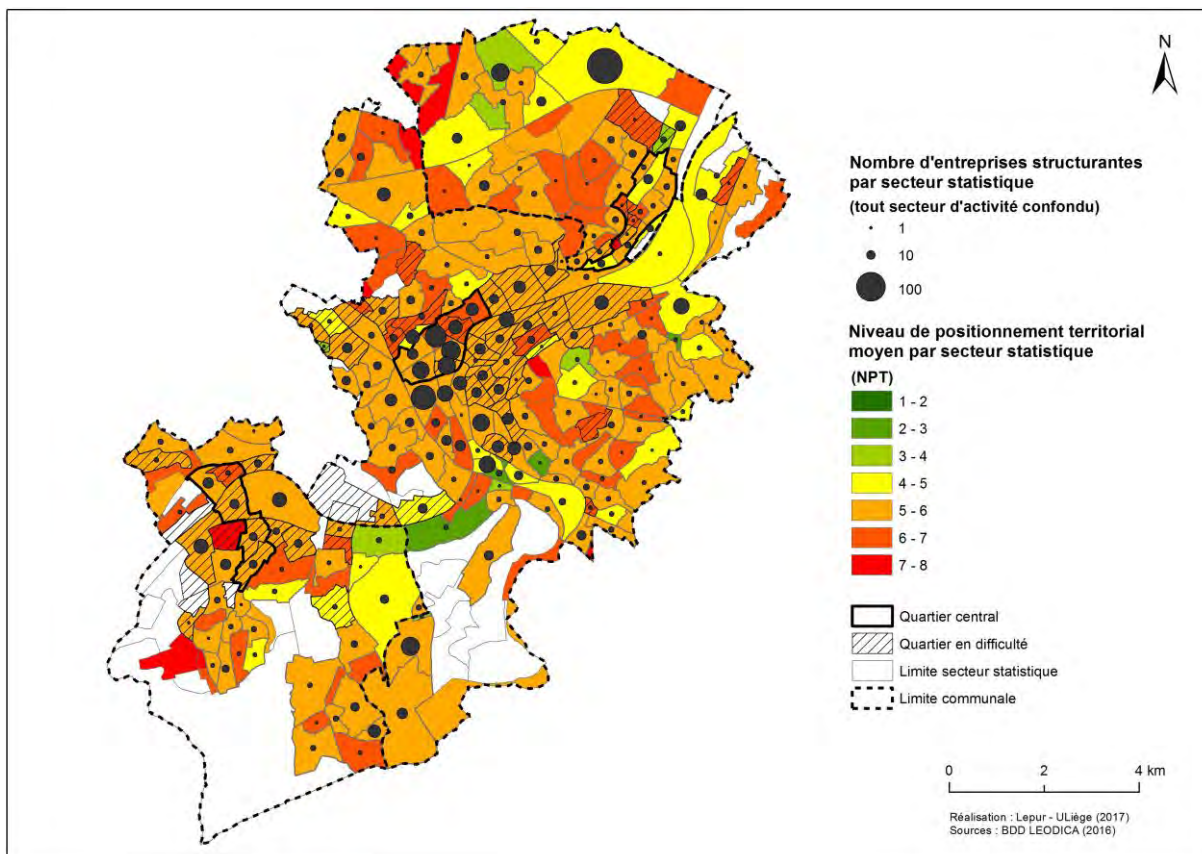 N
Nombre d'entreprises structurantes
par secteur statistique
(tout secteur d'activité confondu)
1
10
100
Niveau de positionnement territorial
moyen par secteur statistique
(NPT)
1 - 2
2 - 3
3 - 4
4 - 5
5 - 6
6 - 7
7 - 8
Quartier central
Quartier en difficulté
Limite secteur statistique
Limite communale
0 2 4 km
Réalisation : Lepur - ULiège (2017)
Sources : BDD LEODICA (2016)